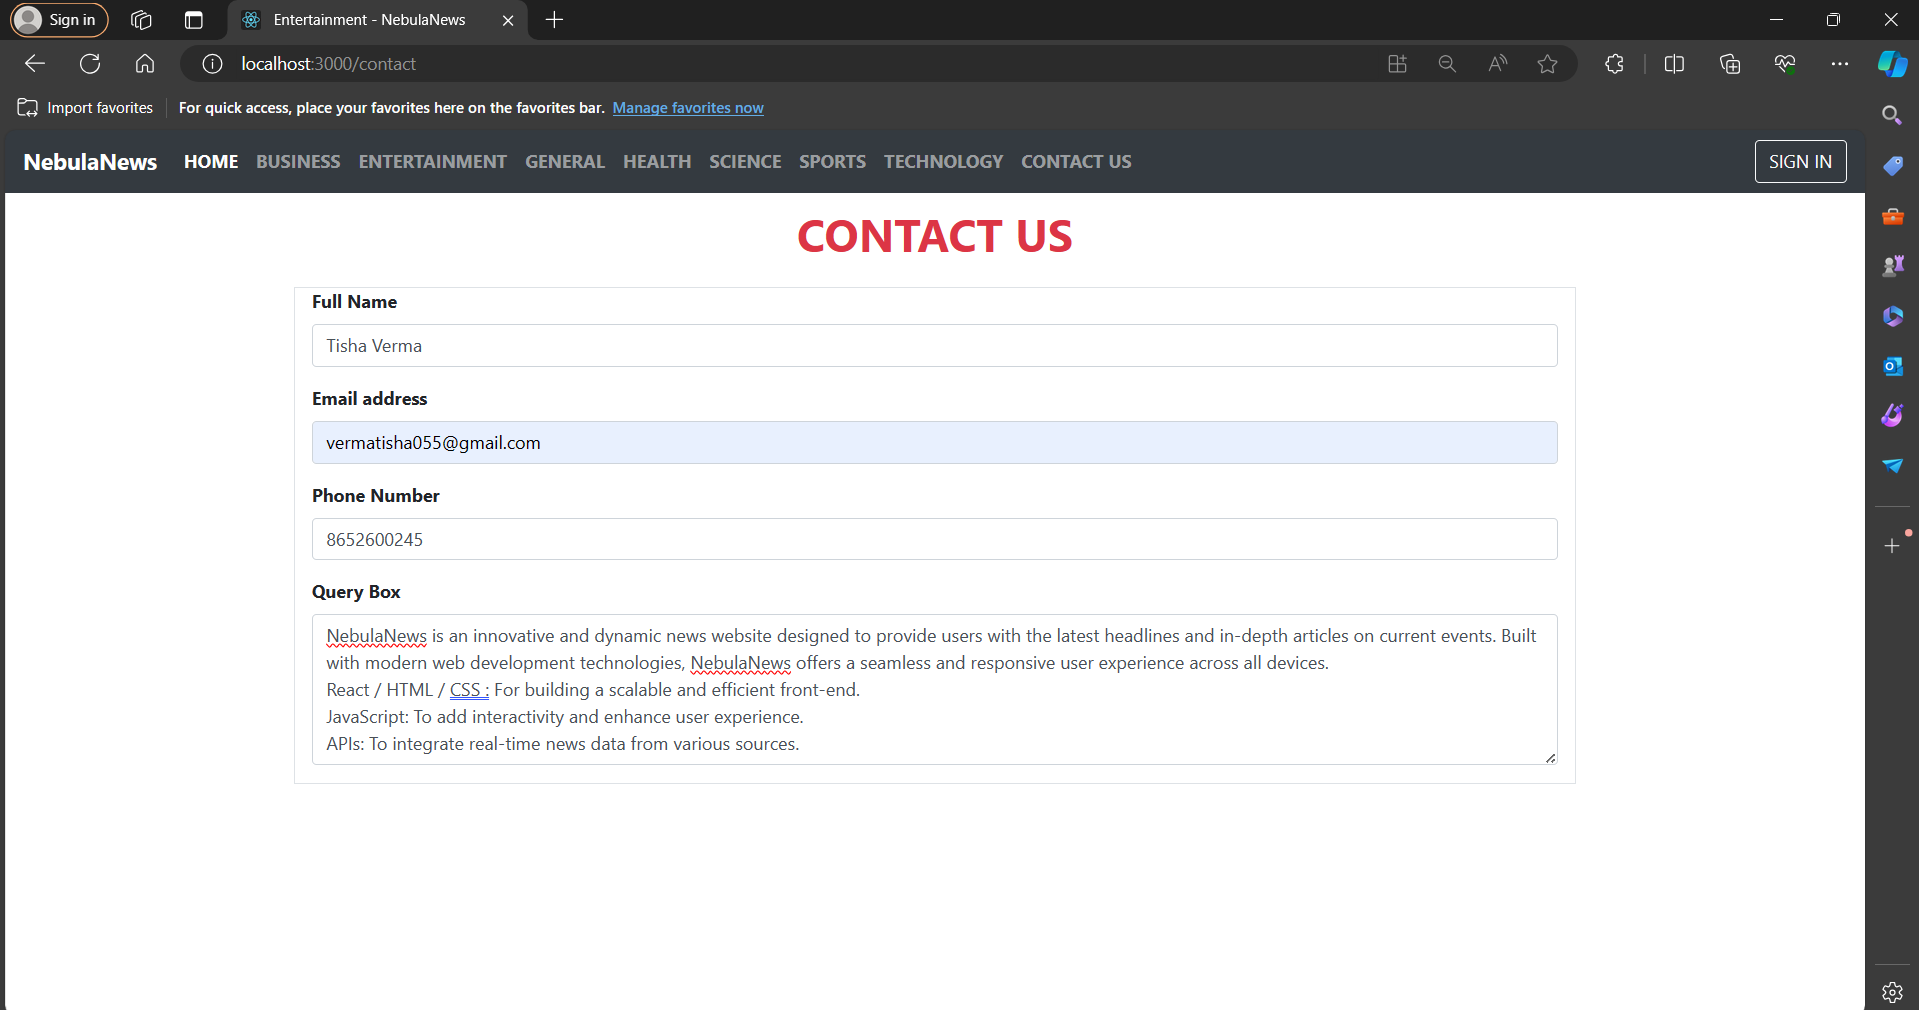 Sign in
Entertainment - NebulaNews
localhost:3000/contact
Import favorites
For quick access, place your favorites here on the favorites bar. Manage favorites now
NebulaNews HOME BUSINESS ENTERTAINMENT GENERAL HEALTH SCIENCE SPORTS TECHNOLOGY CONTACT US SIGN IN
CONTACT US
Full Name
Tisha Verma
Email address
vermatisha055@gmail.com
Phone Number
8652600245
Query Box
NebulaNews is an innovative and dynamic news website designed to provide users with the latest headlines and in-depth articles on current events. Built
with modern web development technologies, NebulaNews offers a seamless and responsive user experience across all devices.
React / HTML / CSS : For building a scalable and efficient front-end.
JavaScript: To add interactivity and enhance user experience.
APIs: To integrate real-time news data from various sources.